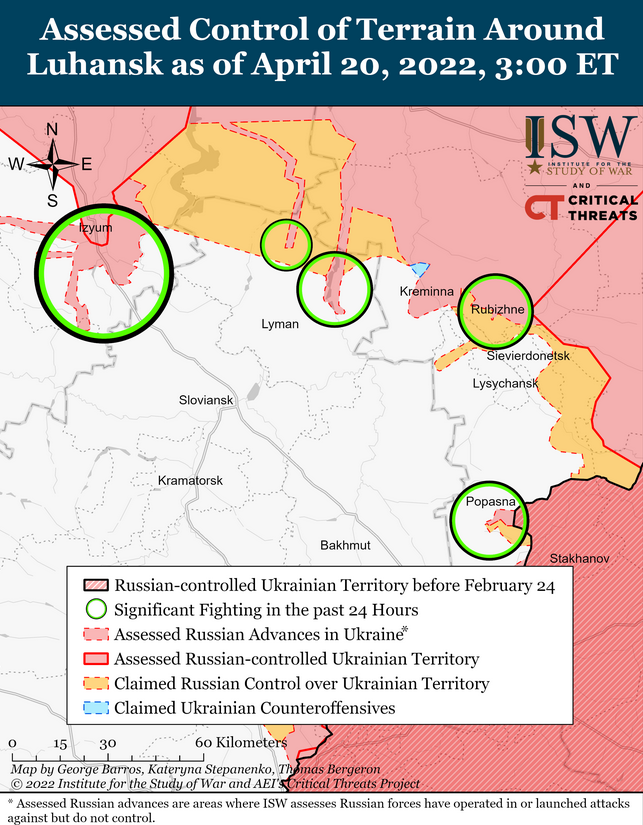 Assessed Control of Terrain Around
Luhansk as of April 20, 2022, 3:00 ET
N
W
E
S
ISW
INSTITUTE FOR THE
STUDY OF WAR
AND
CT CRITICAL
THREATS
Izyum
Kreminna
Rubizhne
Lyman
Sievierdonetsk
Lysychansk
Sloviansk
Kramatorsk
Popasna
Bakhmut
Stakhanov
Russian-controlled Ukrainian Territory before February 24
Significant Fighting in the past 24 Hours
Assessed Russian Advances in Ukraine*
Assessed Russian-controlled Ukrainian Territory
Claimed Russian Control over Ukrainian Territory
Claimed Ukrainian Counteroffensives
0 15 30 60 Kilometers
Map by George Barros, Kateryna Stepanenko, Thomas Bergeron
© 2022 Institute for the Study of War and AEI's Critical Threats Project
* Assessed Russian advances are areas where ISW assesses Russian forces have operated in or launched attacks
against but do not control.